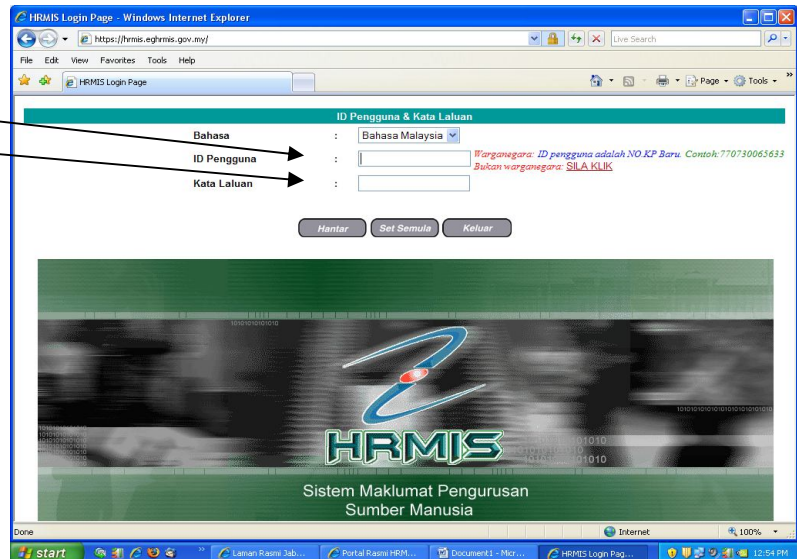 HRMIS Login Page - Windows Internet Explorer
https://hrmis.eghrmis.gov.my/
Live Search
File Edit View Favorites Tools Help
HRMIS Login Page
Page Tools
ID Pengguna & Kata Laluan
Bahasa : Bahasa Malaysia
ID Pengguna : Warganegara: ID pengguna adalah NO.KP Baru. Contoh:770730065633
Bukan warganegara: SILA KLIK
Kata Laluan :
Hantar Set Semula Keluar
1010101010101010
HRMIS
Sistem Maklumat Pengurusan
Sumber Manusia
Done Internet 100%
start Laman Rasmi Jab... Portal Rasmi HRM... Document1 - Micr... HRMIS Login Pag... 12:54 PM